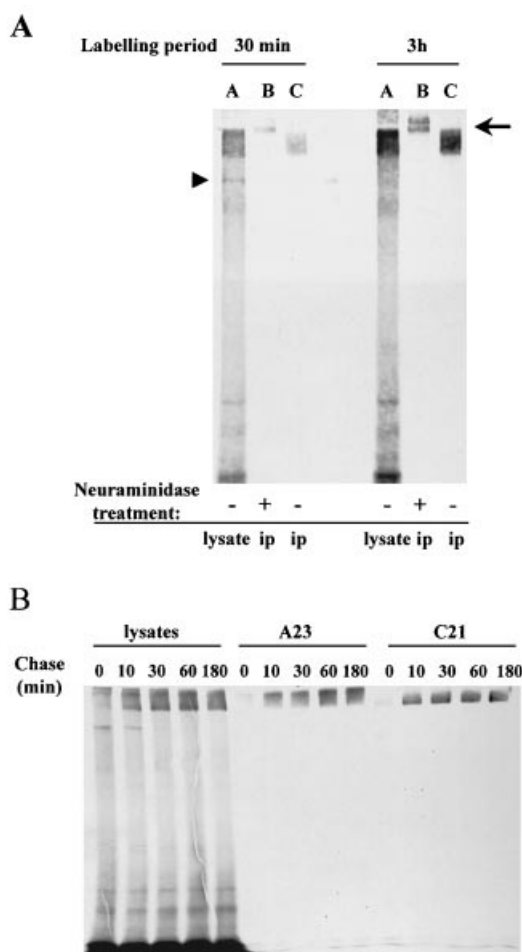 A
Labelling period 30 min 3h
A B C A B C
Neuraminidase
treatment: - + - - + -
lysate ip ip lysate ip ip
B
lysates A23 C21
Chase 0 10 30 60 180 0 10 30 60 180 0 10 30 60 180
(min)